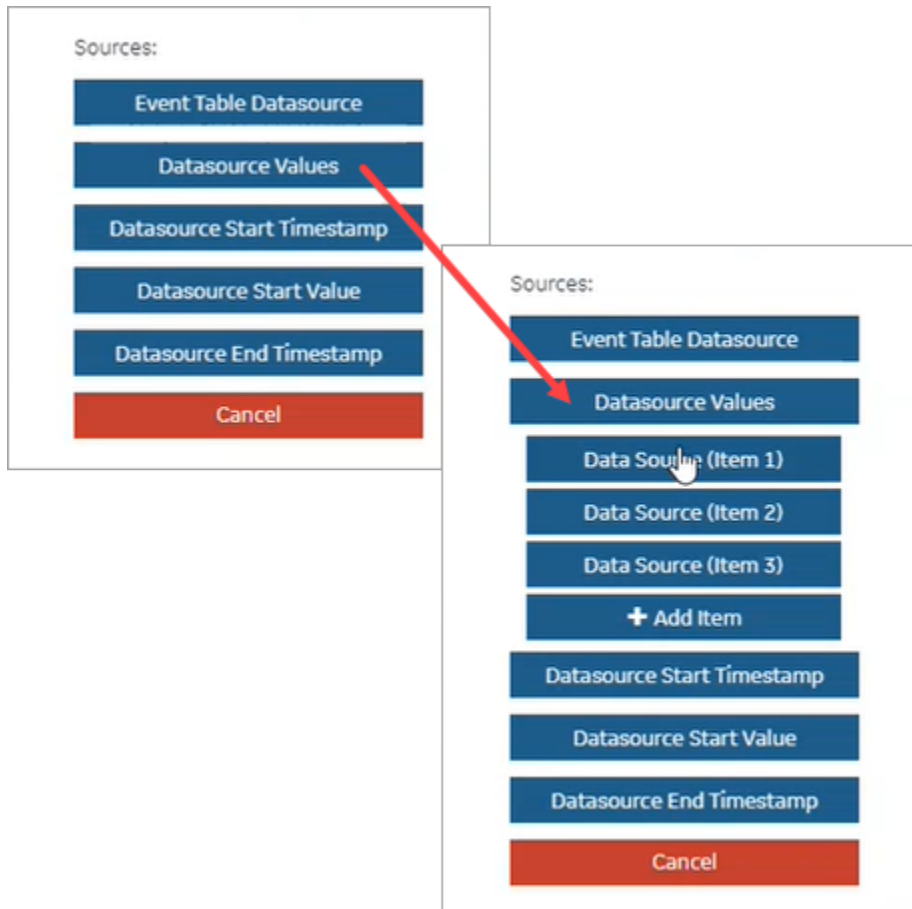 Sources:
Event Table Datasource
Datasource Values
Datasource Start Timestamp
Datasource Start Value
Datasource End Timestamp
Cancel
Sources:
Event Table Datasource
Datasource Values
Data Source (Item 1)
Data Source (Item 2)
Data Source (Item 3)
+ Add Item
Datasource Start Timestamp
Datasource Start Value
Datasource End Timestamp
Cancel